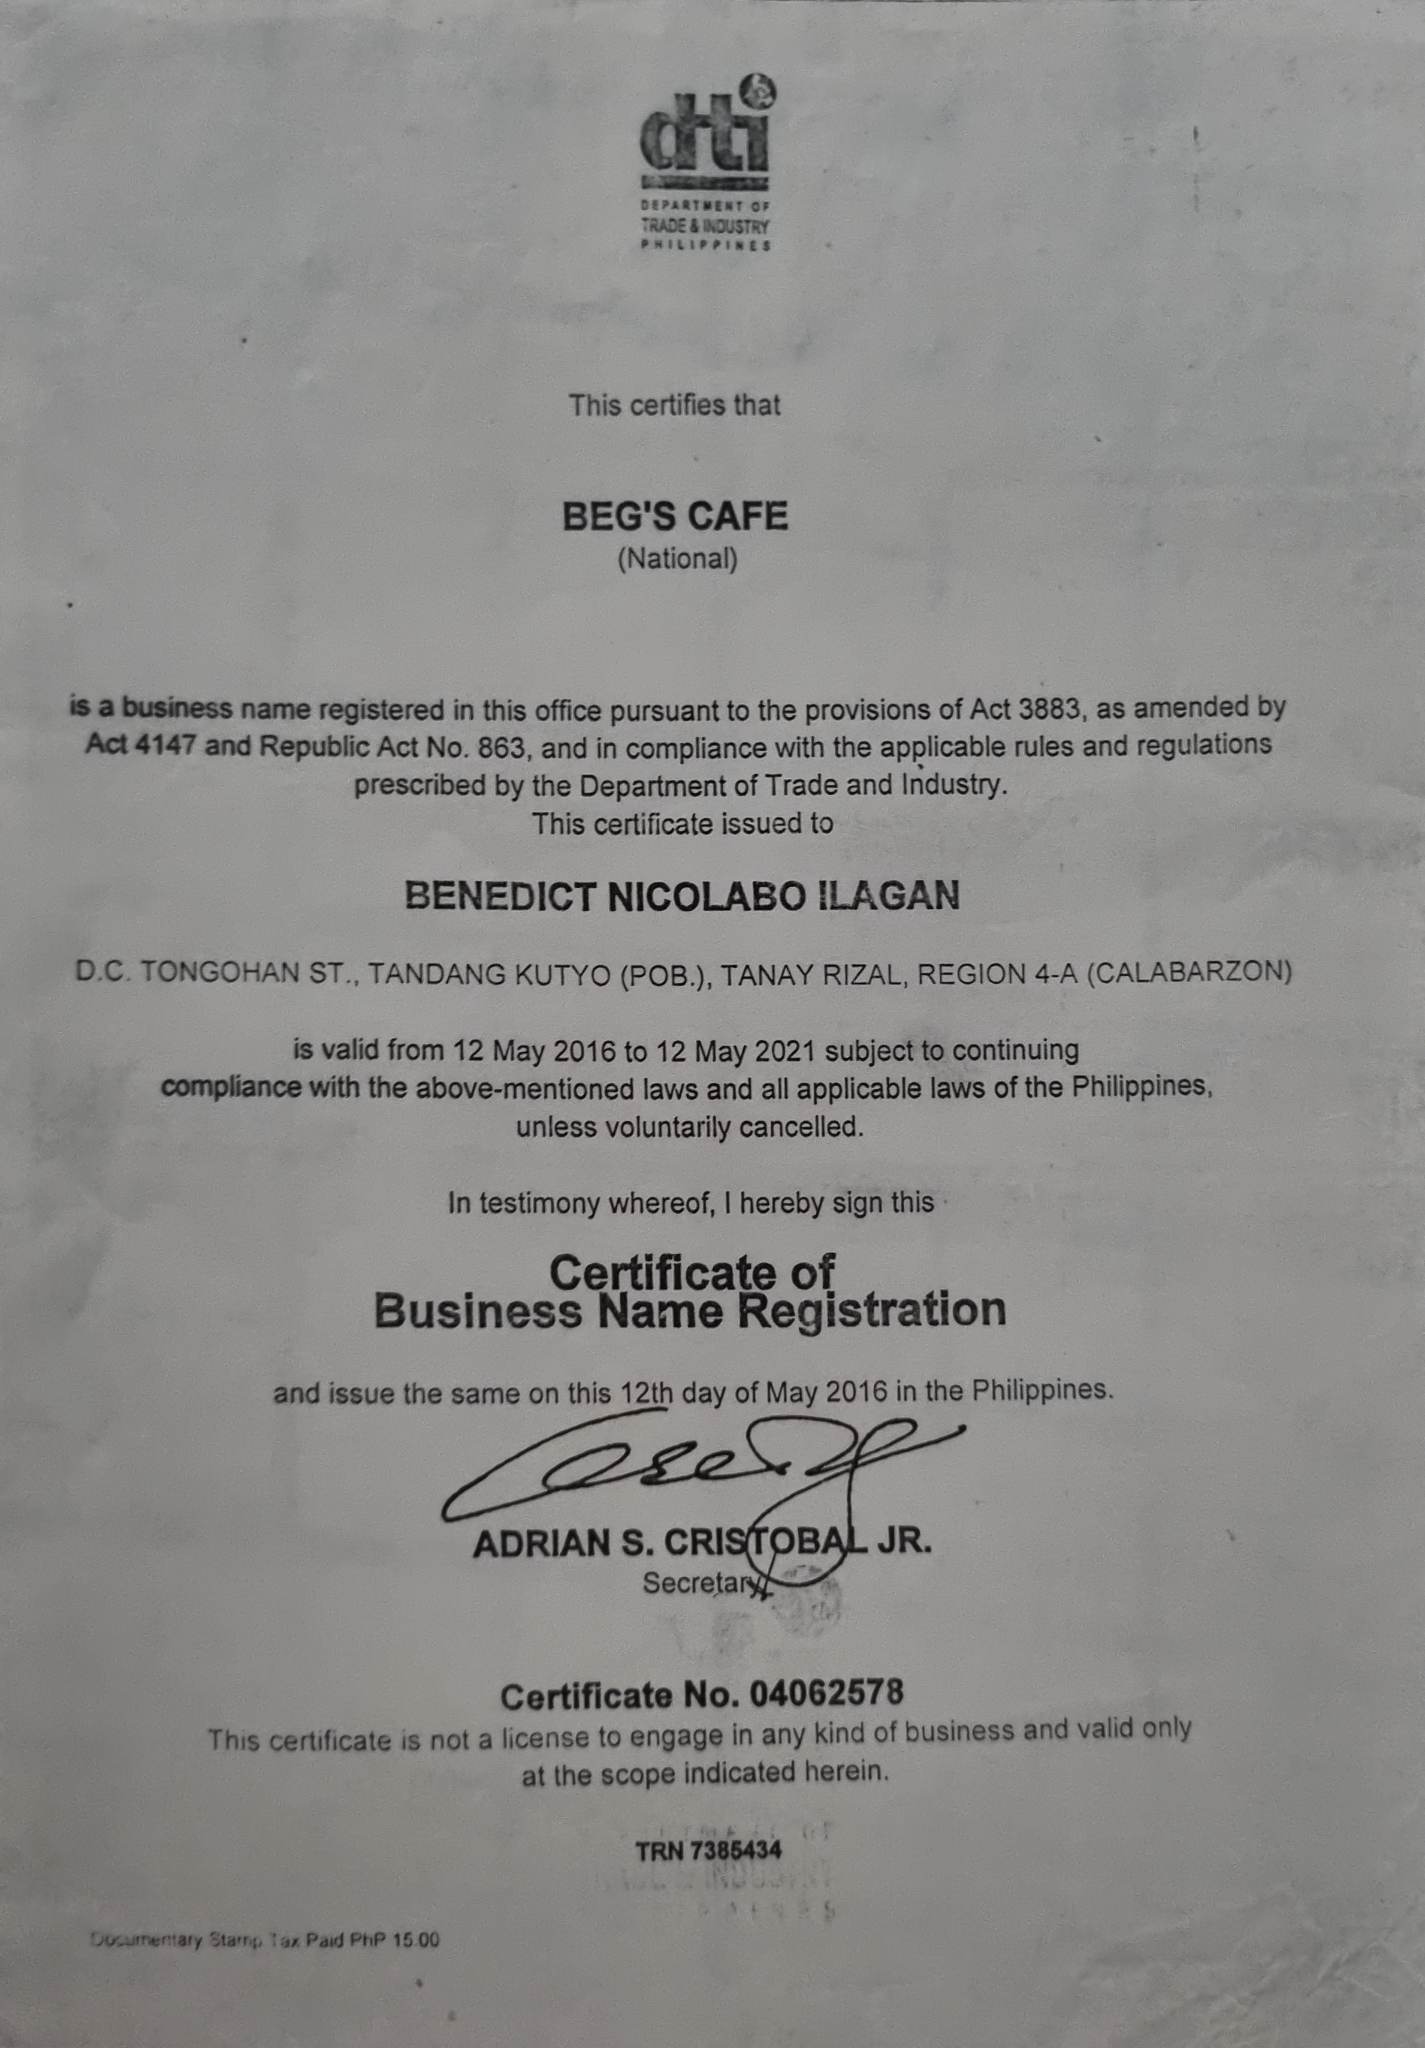 dti
DEPARTMENT OF
TRADE & INDUSTRY
PHILIPPINES
This certifies that
BEG'S CAFE
(National)
is a business name registered in this office pursuant to the provisions of Act 3883, as amended by
Act 4147 and Republic Act No. 863, and in compliance with the applicable rules and regulations
prescribed by the Department of Trade and Industry.
This certificate issued to
BENEDICT NICOLABO ILAGAN
D.C. TONGOHAN ST., TANDANG KUTYO (POB.), TANAY RIZAL, REGION 4-A (CALABARZON)
is valid from 12 May 2016 to 12 May 2021 subject to continuing
compliance with the above-mentioned laws and all applicable laws of the Philippines,
unless voluntarily cancelled.
In testimony whereof, I hereby sign this
Certificate of
Business Name Registration
and issue the same on this 12th day of May 2016 in the Philippines.
ADRIAN S. CRISTOBAL JR.
Secretary
Certificate No. 04062578
This certificate is not a license to engage in any kind of business and valid only
at the scope indicated herein.
TRN 7385434
Documentary Stamp Tax Paid PhP 15.00